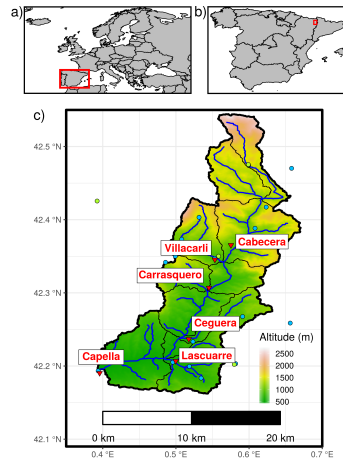 a)
b)
c)
42.5 °N
42.4 °N
42.3 °N
42.2 °N
42.1 °N
Cabecera
Villacarli
Carrasquero
Ceguera
Capella
Lascuarre
Altitude (m)
2500
2000
1500
1000
500
0 km
10 km
20 km
0.4 °E
0.5 °E
0.6 °E
0.7 °E